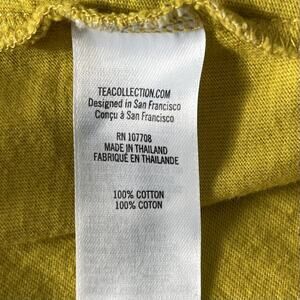 TEACOLLECTION.COM
Designed in San Francisco
Conçu à San Francisco
RN 107708
MADE IN THAILAND
FABRIQUÉ EN THAILANDE
100% COTTON
100% COTON